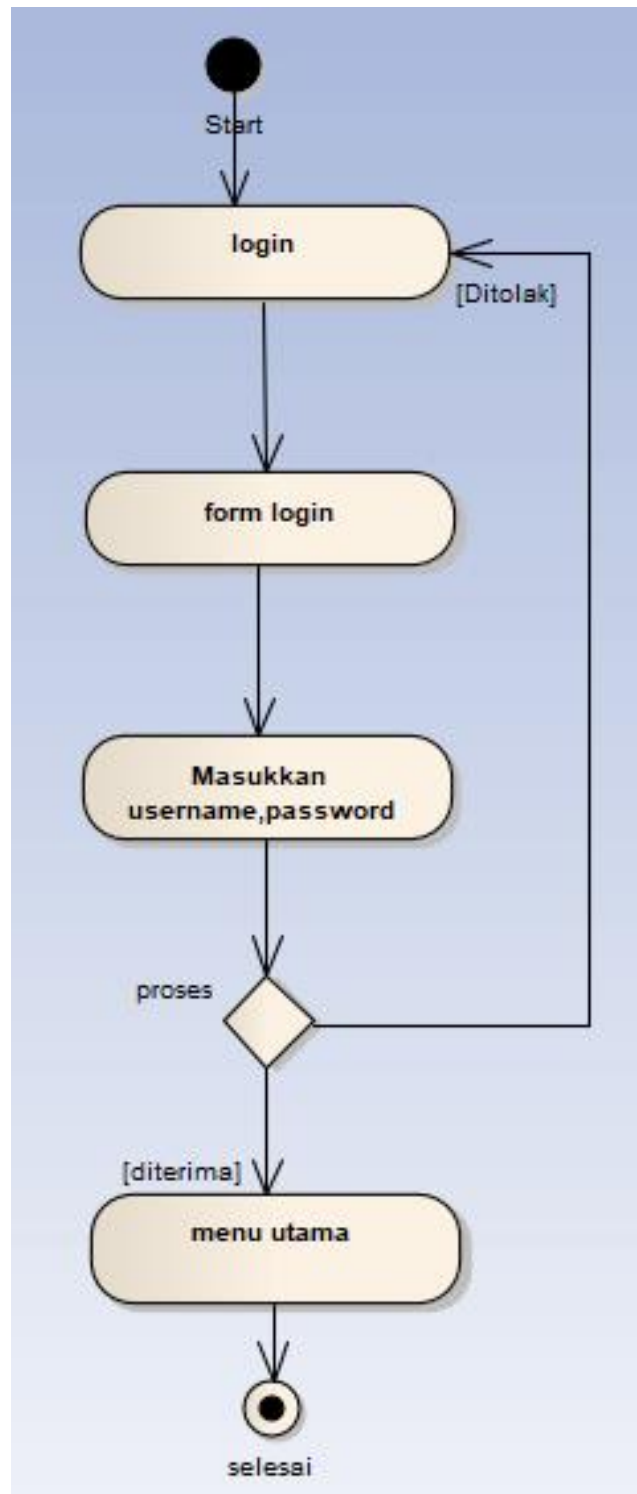 Start
login
[Ditolak]
form login
Masukkan
username,password
proses
[diterima]
menu utama
selesai